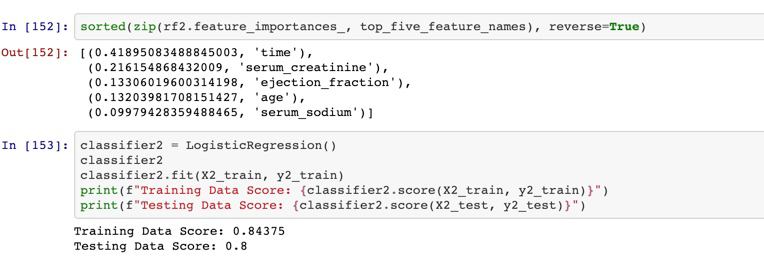 In [152]: sorted(zip(rf2.feature_importances_, top_five_feature_names), reverse=True)
Out[152]: [(0.41895083488845003, 'time'),
(0.216154868432009, 'serum_creatinine'),
(0.13306019600314198, 'ejection_fraction'),
(0.13203981708151427, 'age'),
(0.09979428359488465, 'serum_sodium')]
In [153]: classifier2 = LogisticRegression()
classifier2
classifier2.fit(X2_train, y2_train)
print(f"Training Data Score: {classifier2.score(X2_train, y2_train)}")
print(f"Testing Data Score: {classifier2.score(X2_test, y2_test)}")
Training Data Score: 0.84375
Testing Data Score: 0.8